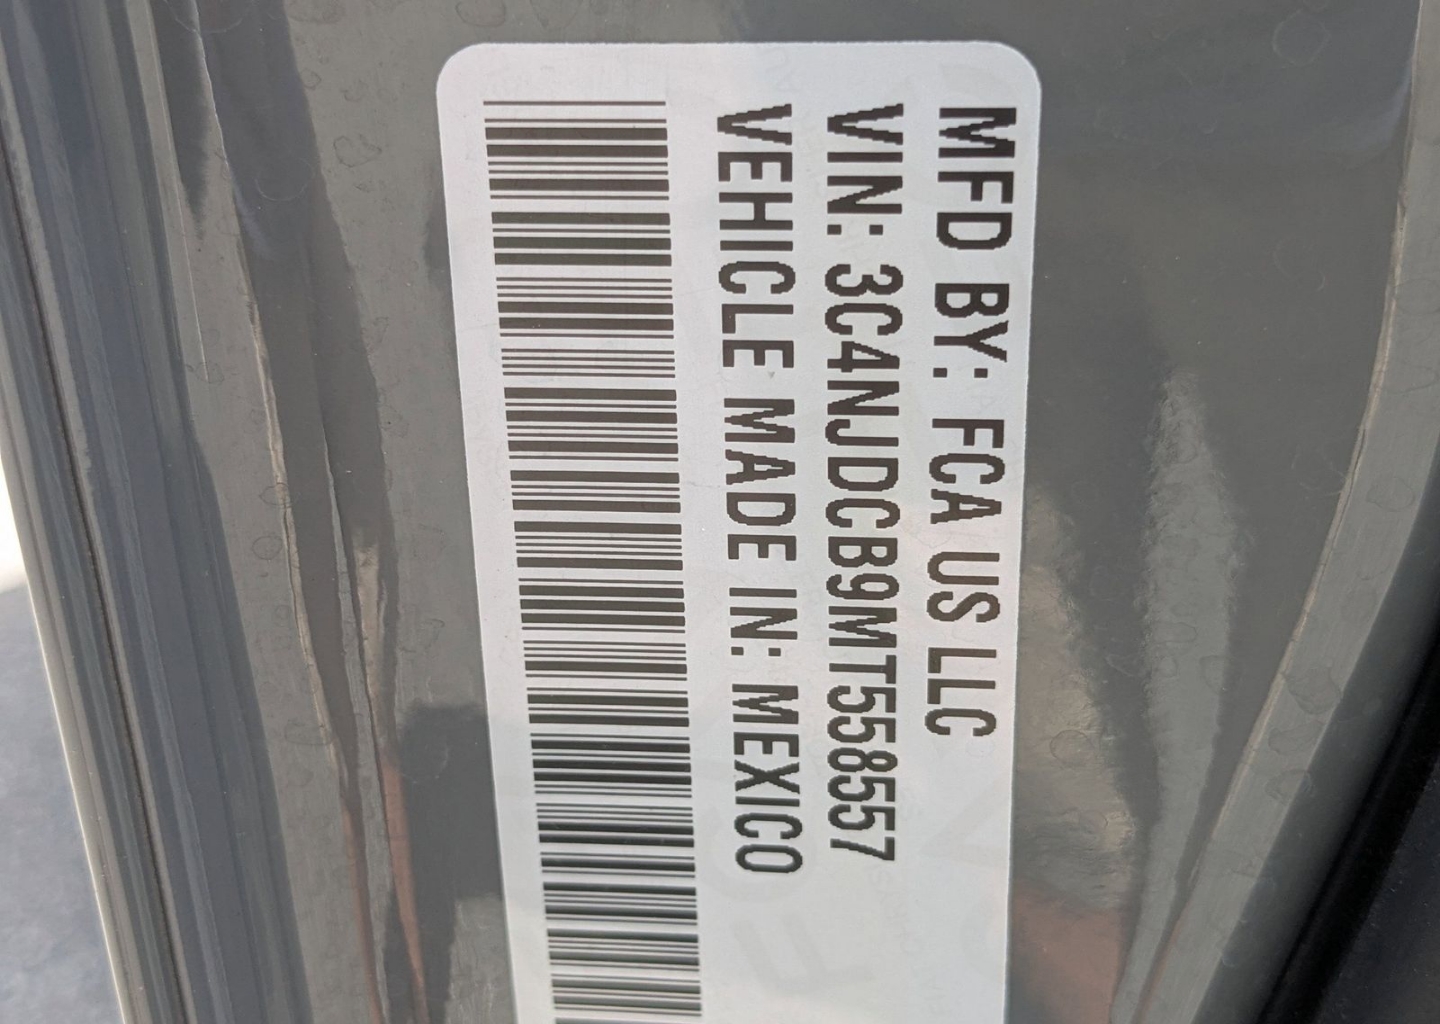 MFD BY: FCA US LLC
VIN: 3C4NJDCB9MT558557
VEHICLE MADE IN: MEXICO